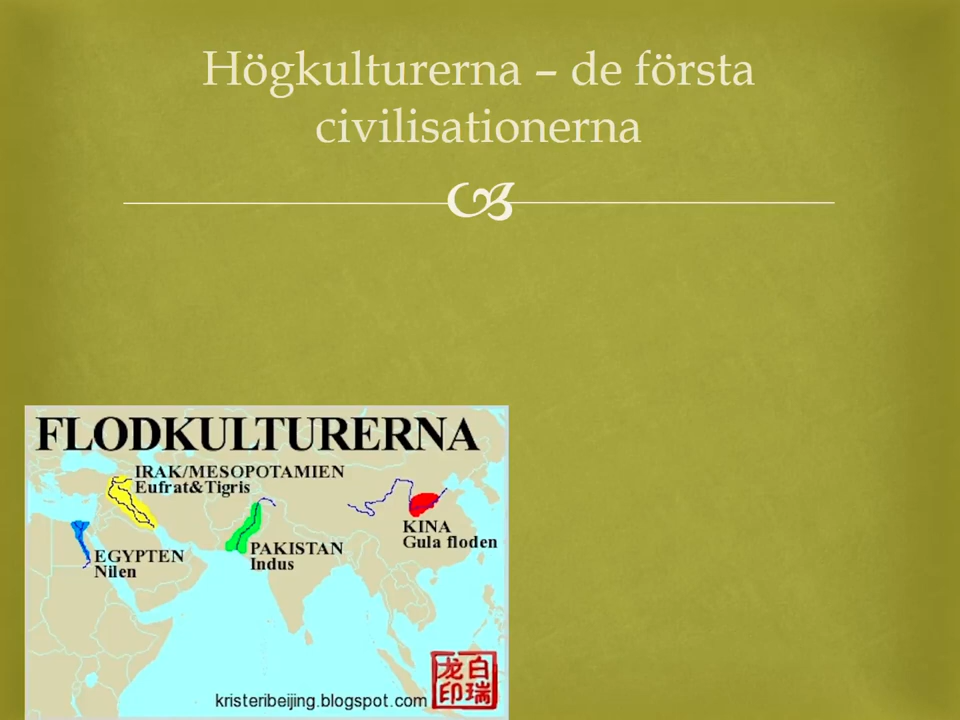 Högkulturerna – de första
civilisationerna
FLODKULTURERNA
IRAK/MESOPOTAMIEN
Eufrat&Tigris
KINA
Gula floden
PAKISTAN
Indus
EGYPTEN
Nilen
龙白
印瑞
kristeribeijing.blogspot.com